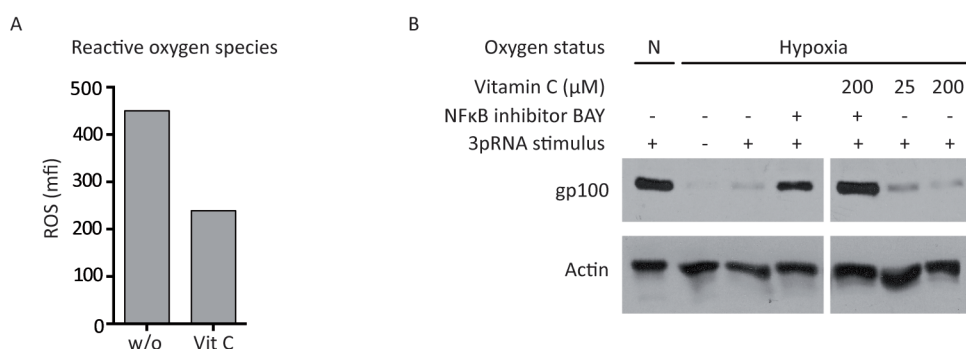 A
Reactive oxygen species
500
400
300
200
100
0
ROS (mfi)
w/o Vit C
B
Oxygen status N Hypoxia
Vitamin C (μM) 200 25 200
NFκB inhibitor BAY - - - + + - -
3pRNA stimulus + - + + + + +
gp100
Actin